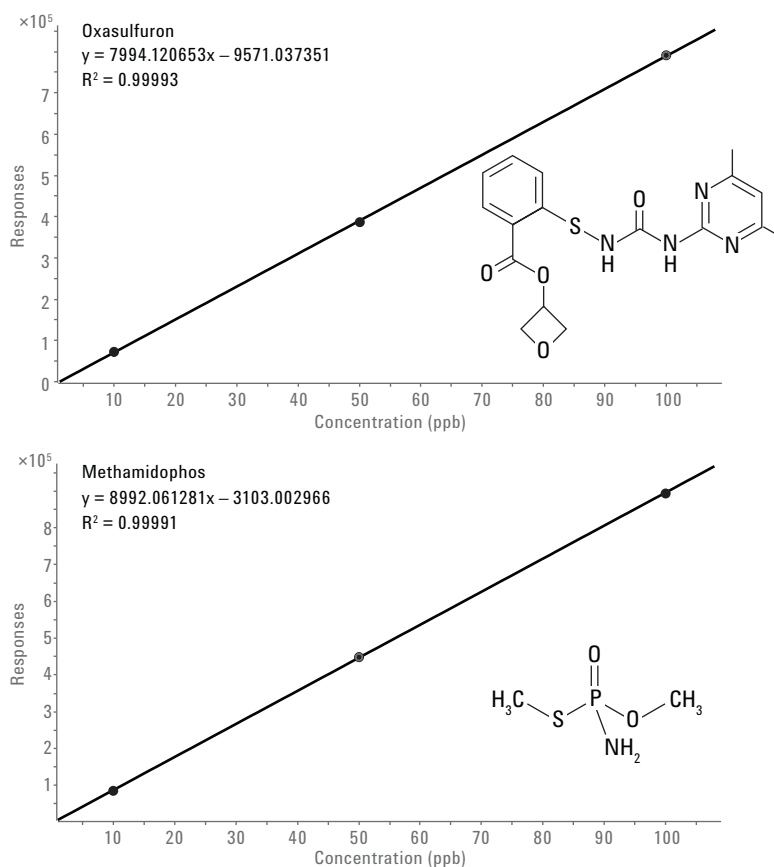 ×10⁵
Oxasulfuron
y = 7994.120653x – 9571.037351
R² = 0.99993
Responses
7
6
5
4
3
2
1
0
10 20 30 40 50 60 70 80 90 100
Concentration (ppb)
O
S
N
H
N
H
N
N
O
O
O
×10⁵
Methamidophos
y = 8992.061281x – 3103.002966
R² = 0.99991
Responses
8
7
6
5
4
3
2
1
10 20 30 40 50 60 70 80 90 100
Concentration (ppb)
O
H₃C S P O CH₃
NH₂